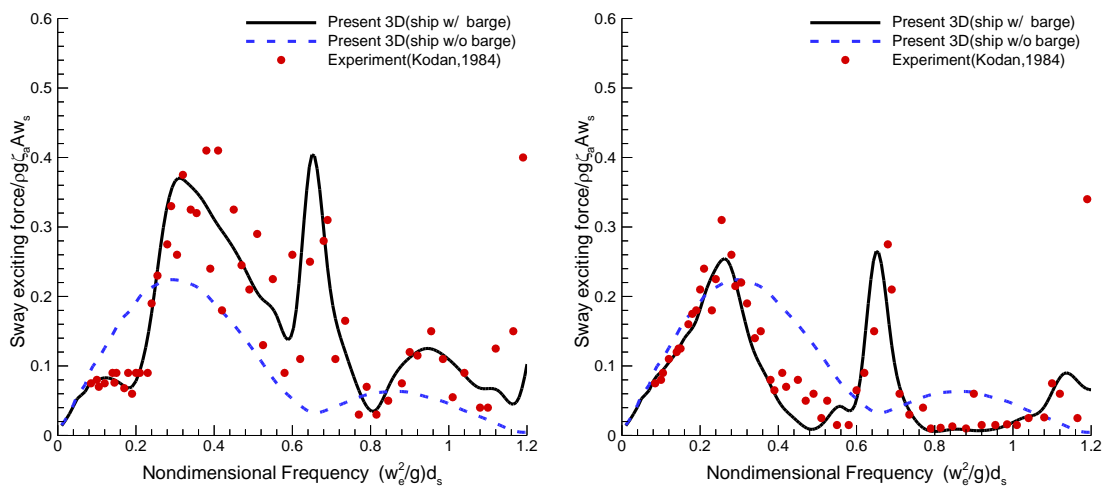 0.6
0.5
0.4
0.3
0.2
0.1
0
Sway exciting force/ρgζaAws
Present 3D(ship w/ barge)
Present 3D(ship w/o barge)
Experiment(Kodan,1984)
0 0.2 0.4 0.6 0.8 1 1.2
Nondimensional Frequency (we²/g)ds
0.6
0.5
0.4
0.3
0.2
0.1
0
Sway exciting force/ρgζaAws
Present 3D(ship w/ barge)
Present 3D(ship w/o barge)
Experiment(Kodan,1984)
0 0.2 0.4 0.6 0.8 1 1.2
Nondimensional Frequency (we²/g)ds